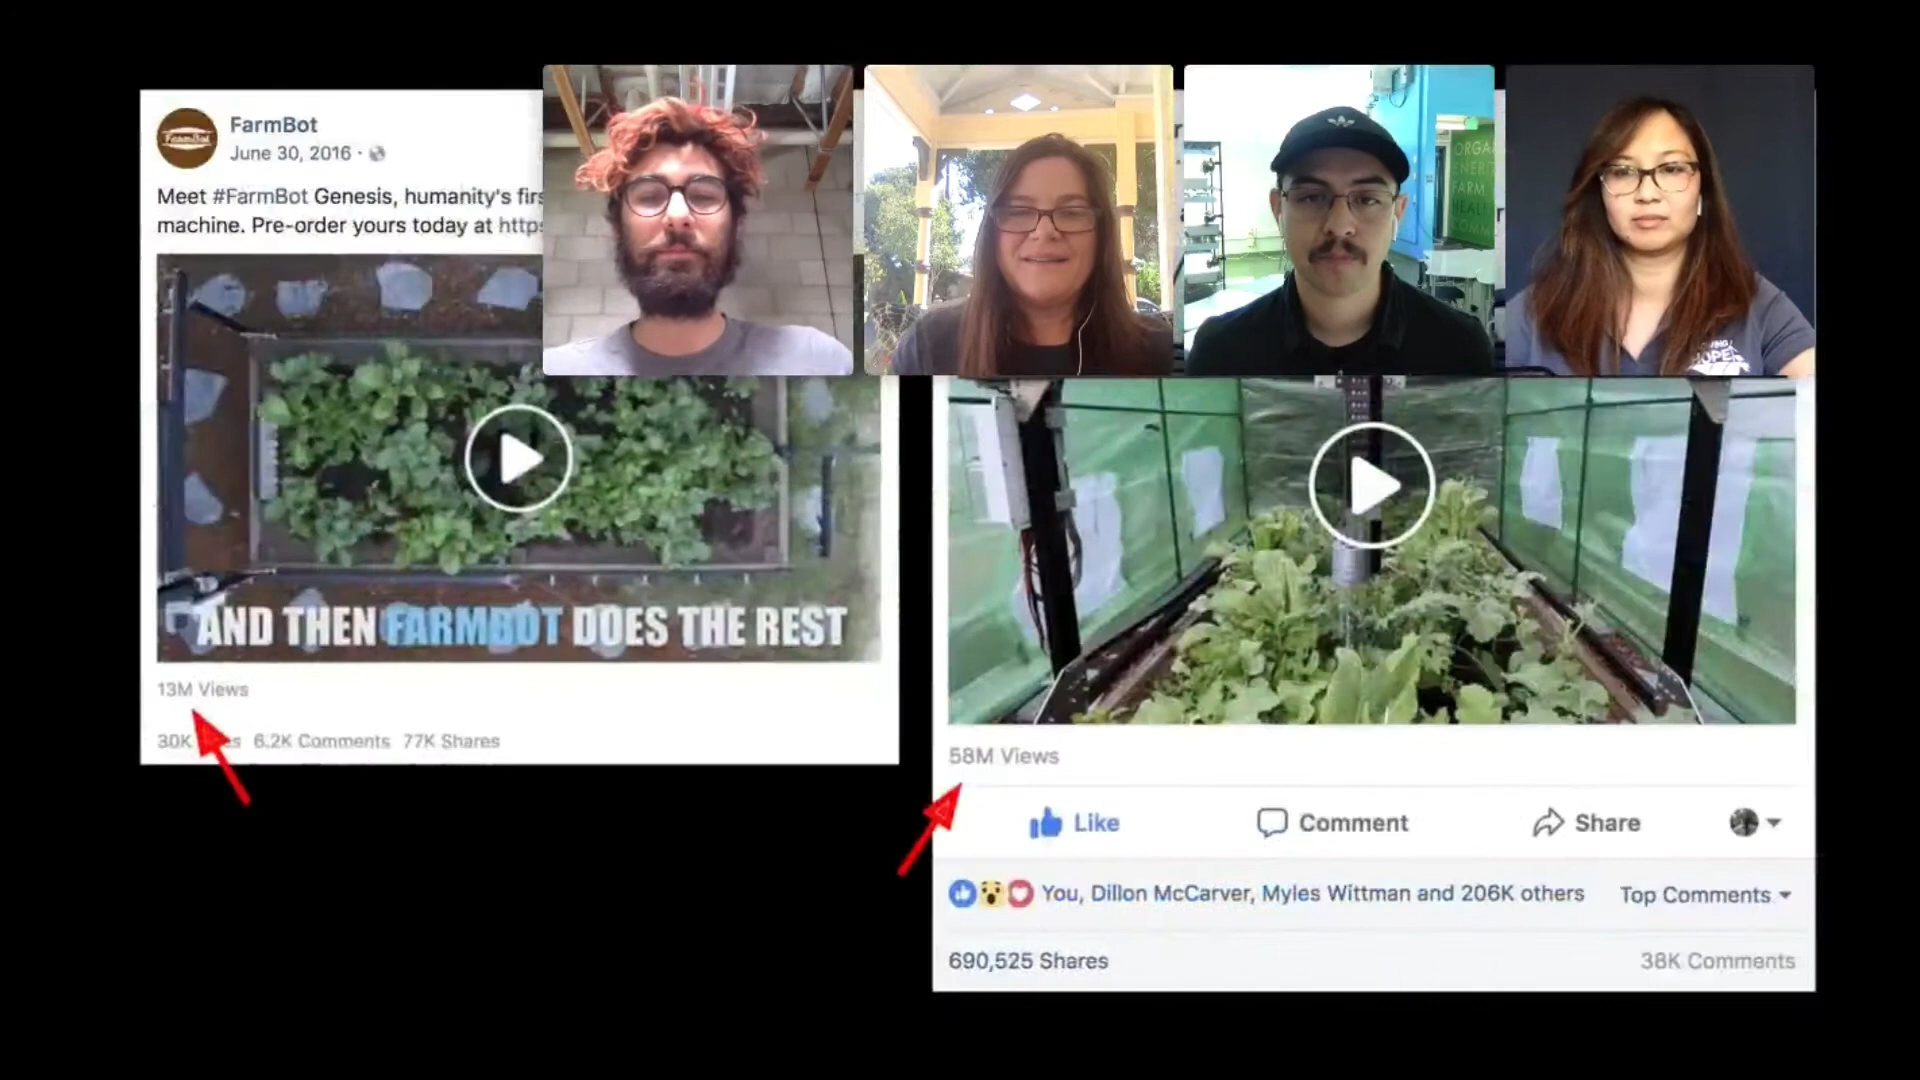 FarmBot
FarmBot
June 30, 2016
Meet #FarmBot Genesis, humanity's
machine. Pre-order yours today at
AND THEN FARMBOT DOES THE REST
13M Views
30K 6.2K Comments 77K Shares
HOPE
58M Views
Like Comment Share
You, Dillon McCarver, Myles Wittman and 206K others Top Comments
690,525 Shares 38K Comments